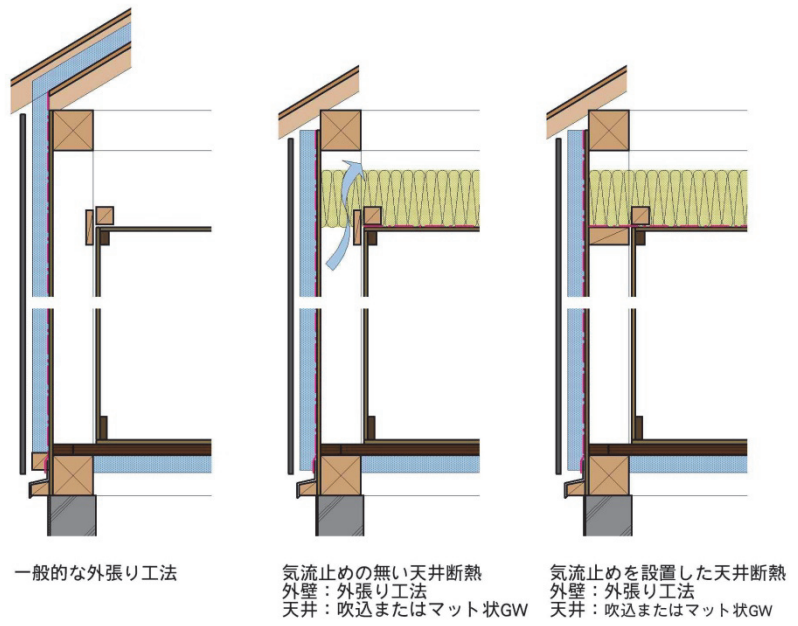 一般的な外張り工法
気流止めの無い天井断熱
外壁：外張り工法
天井：吹込またはマット状GW
気流止めを設置した天井断熱
外壁：外張り工法
天井：吹込またはマット状GW